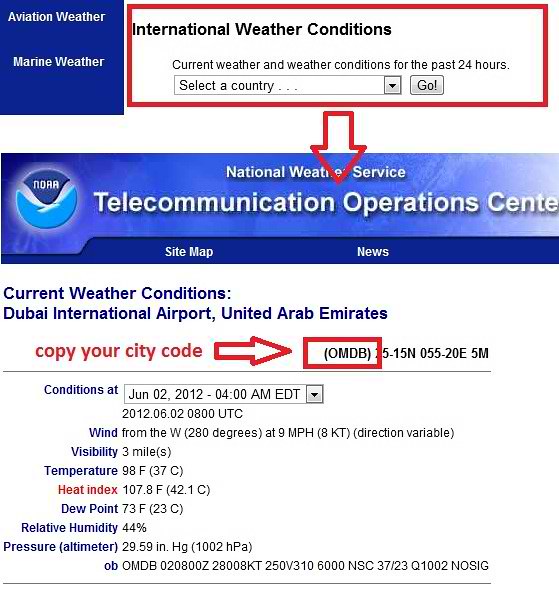 Aviation Weather
Marine Weather
International Weather Conditions
Current weather and weather conditions for the past 24 hours.
Select a country . . .
Go!
NOAA
National Weather Service
Telecommunication Operations Cente
Site Map
News
Current Weather Conditions:
Dubai International Airport, United Arab Emirates
copy your city code
(OMDB) 25-15N 055-20E 5M
Conditions at Jun 02, 2012 - 04:00 AM EDT
2012.06.02 0800 UTC
Wind from the W (280 degrees) at 9 MPH (8 KT) (direction variable)
Visibility 3 mile(s)
Temperature 98 F (37 C)
Heat index 107.8 F (42.1 C)
Dew Point 73 F (23 C)
Relative Humidity 44%
Pressure (altimeter) 29.59 in. Hg (1002 hPa)
ob OMDB 020800Z 28008KT 250V310 6000 NSC 37/23 Q1002 NOSIG